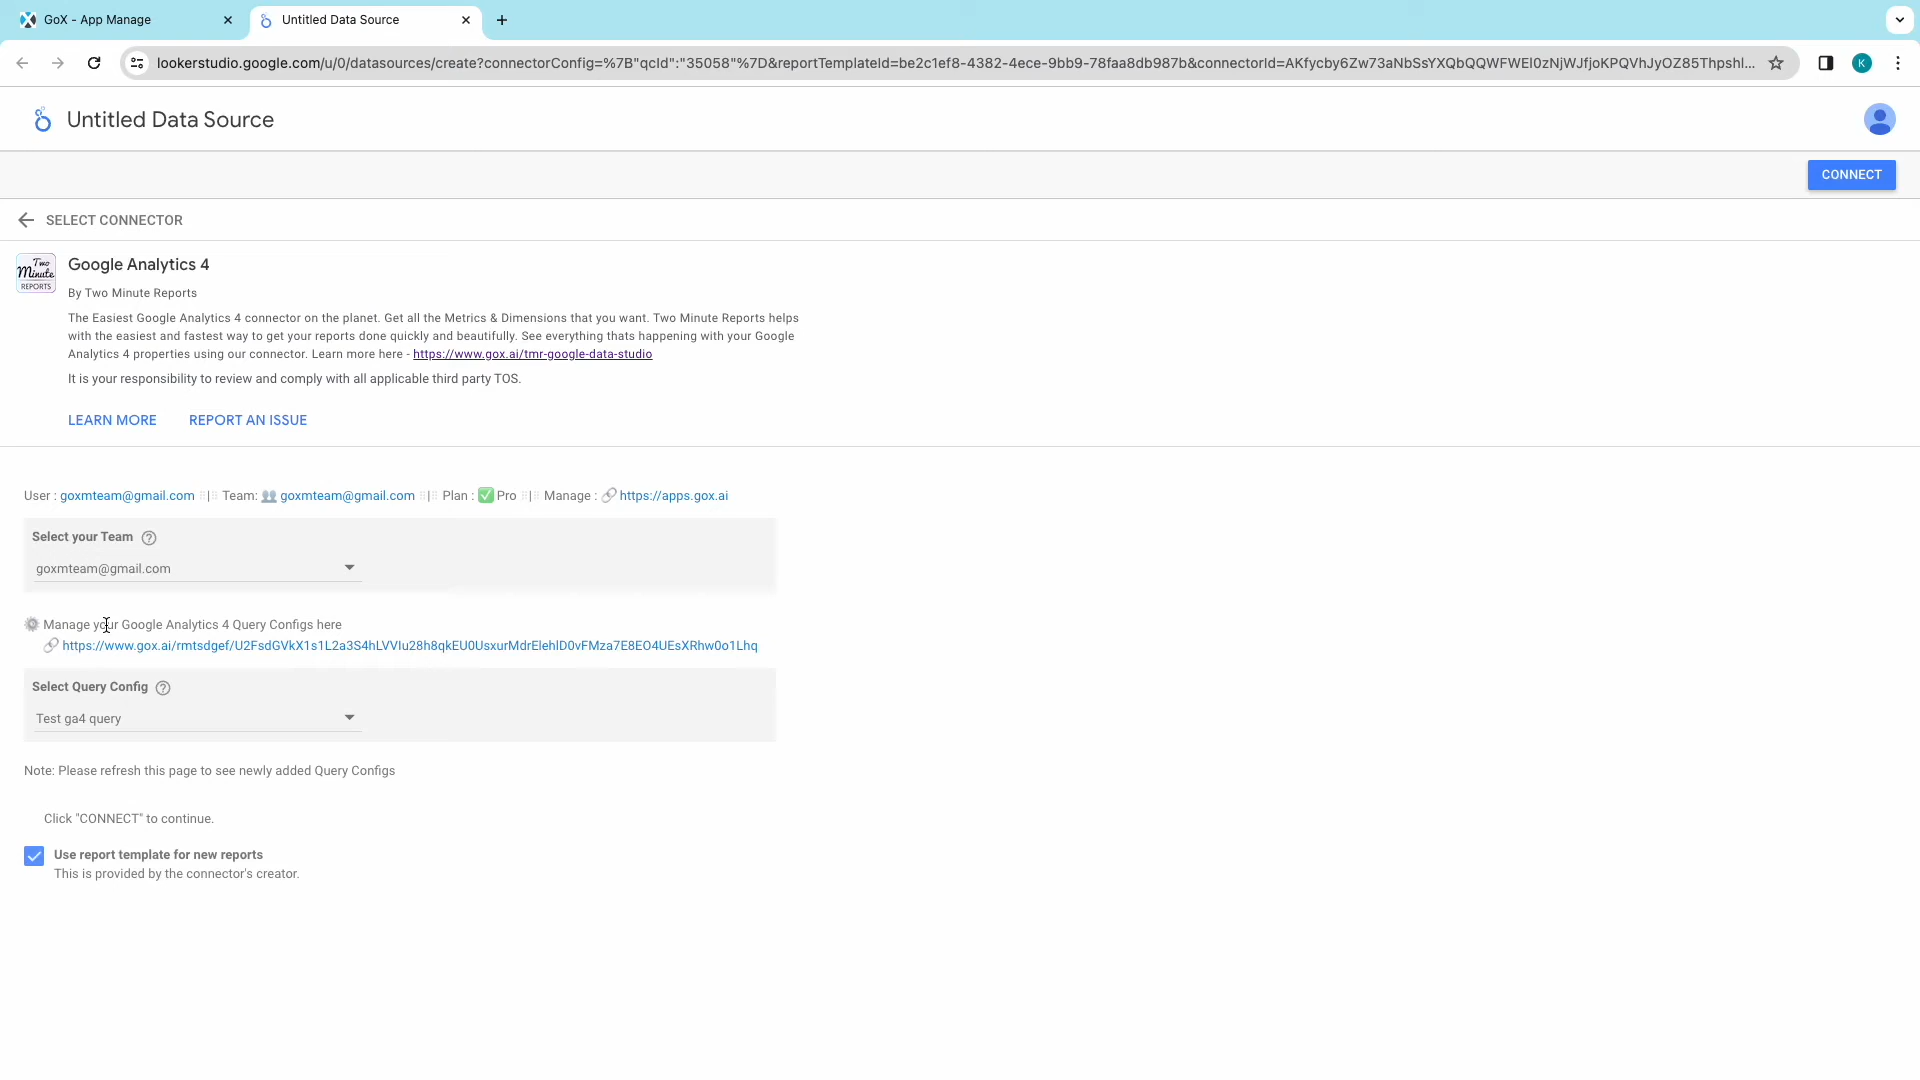 GoX - App Manage
Untitled Data Source
lookerstudio.google.com/u/0/datasources/create?connectorConfig=%7B"qcId":"35058"%7D&reportTemplateId=be2c1ef8-4382-4ece-9bb9-78faa8db987b&connectorId=AKfycby6Zw73aNbSsYXQbQQWFWEI0zNjWJfjoKPQVhJyOZ85Thpshl...
K
Untitled Data Source
CONNECT
SELECT CONNECTOR
Two Minute REPORTS
Google Analytics 4
By Two Minute Reports
The Easiest Google Analytics 4 connector on the planet. Get all the Metrics & Dimensions that you want. Two Minute Reports helps
with the easiest and fastest way to get your reports done quickly and beautifully. See everything thats happening with your Google
Analytics 4 properties using our connector. Learn more here - https://www.gox.ai/tmr-google-data-studio
It is your responsibility to review and comply with all applicable third party TOS.
LEARN MORE REPORT AN ISSUE
User : goxmteam@gmail.com | Team: goxmteam@gmail.com | Plan : Pro | Manage : https://apps.gox.ai
Select your Team
goxmteam@gmail.com
Manage your Google Analytics 4 Query Configs here
https://www.gox.ai/rmtsdgef/U2FsdGVkX1s1L2a3S4hLVVIu28h8qkEU0UsxurMdrEIehlD0vFMza7E8EO4UEsXRhw0o1Lhq
Select Query Config
Test ga4 query
Note: Please refresh this page to see newly added Query Configs
Click "CONNECT" to continue.
Use report template for new reports
This is provided by the connector's creator.